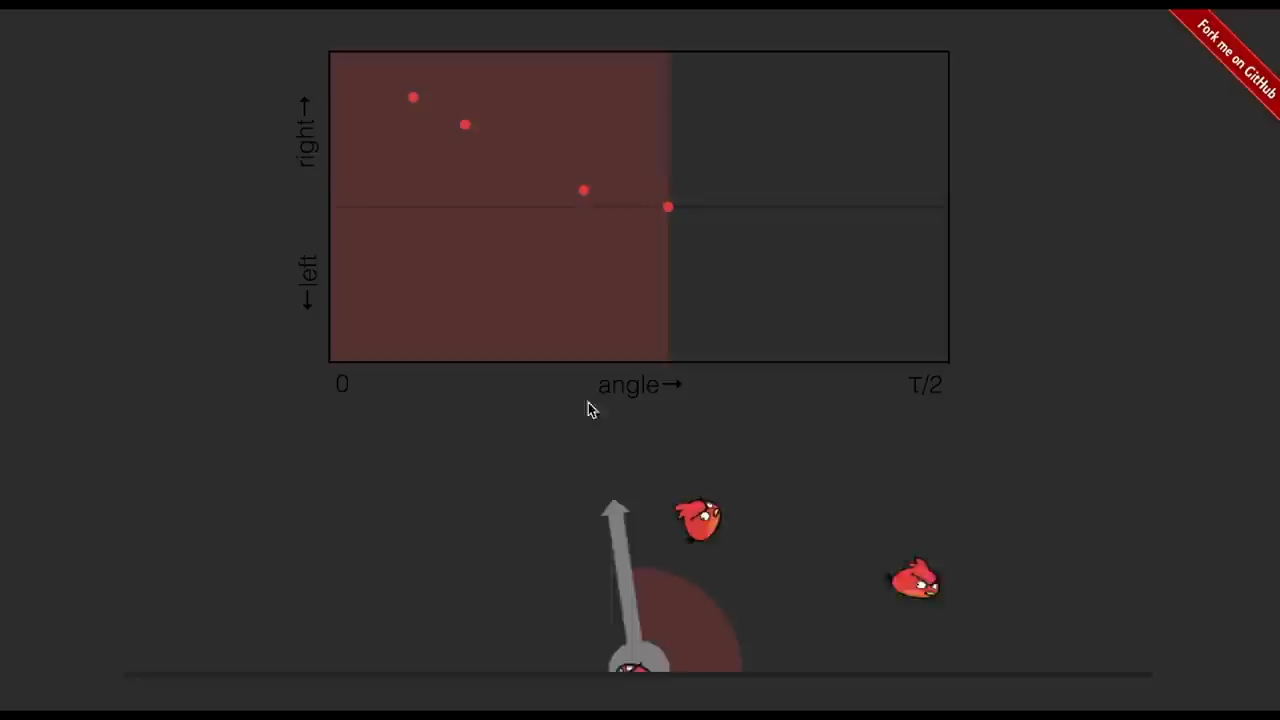 Fork me on GitHub
right→
←left
0
angle→
T/2